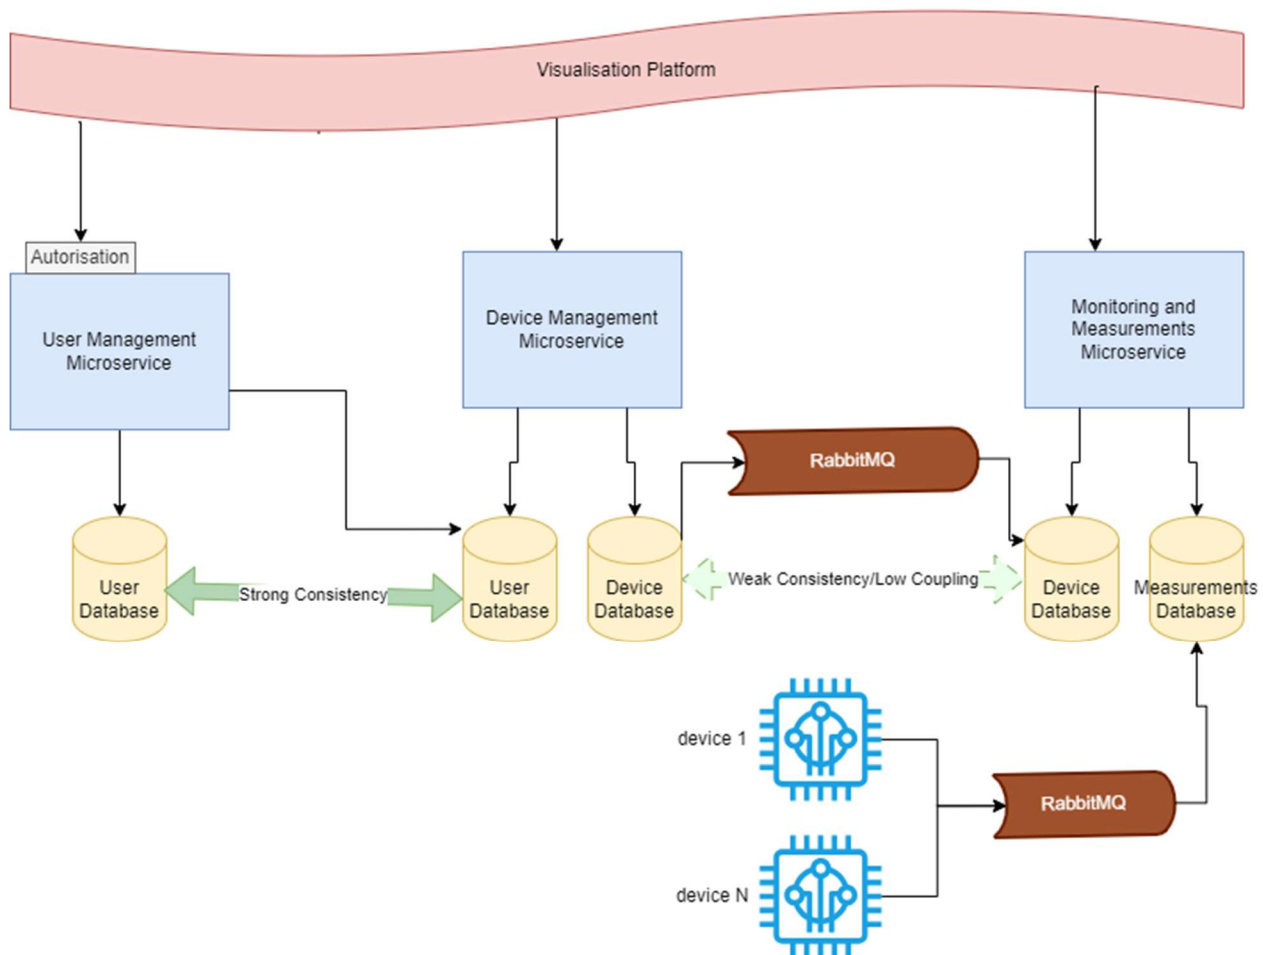 Visualisation Platform
Autorisation
User Management
Microservice
Device Management
Microservice
Monitoring and
Measurements
Microservice
RabbitMQ
User
Database
Strong Consistency
User
Database
Device
Database
Weak Consistency/Low Coupling
Device
Database
Measurements
Database
device 1
RabbitMQ
device N